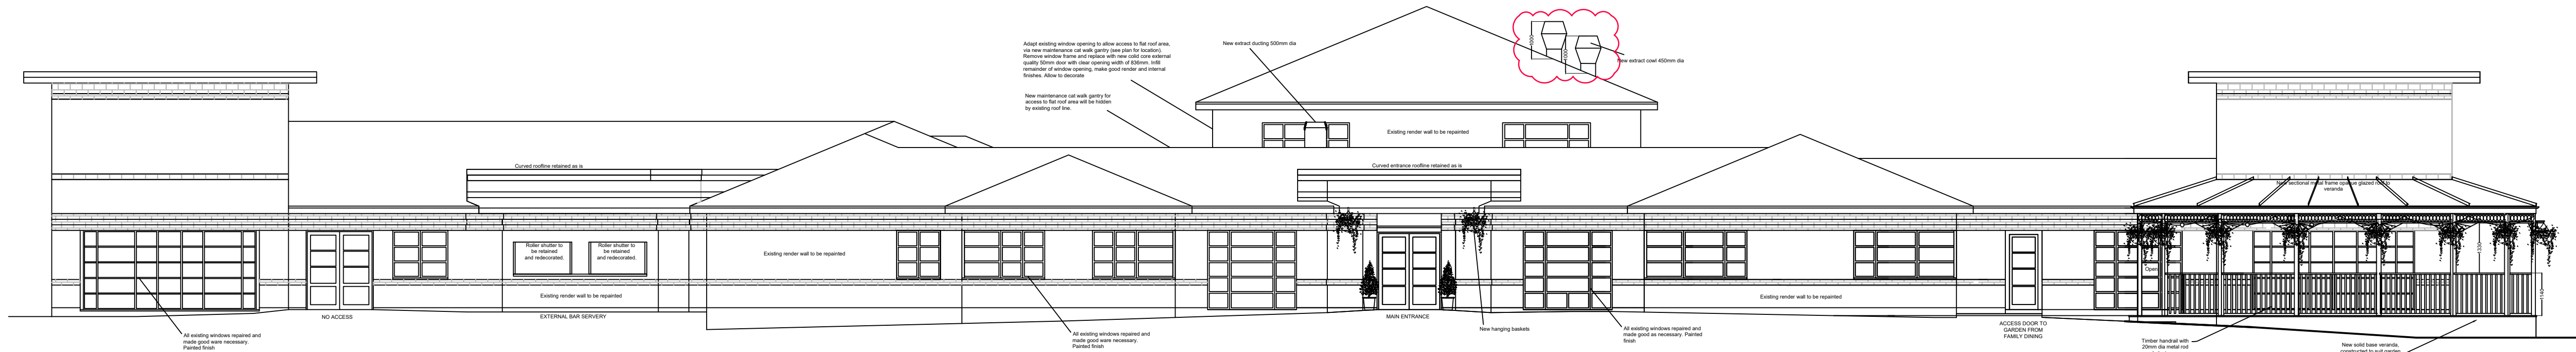 Adapt existing window opening to allow access to flat roof area,
via new maintenance cat walk gantry (see plan for location).
Remove window frame and replace with new cold core external
quality 50mm door with clear opening width of 836mm. Infill
remainder of window opening, make good render and internal
finishes. Allow to decorate
New maintenance cat walk gantry for
access to flat roof area will be hidden
by existing roof line.
New extract ducting 500mm dia
1000
1000
New extract cowl 450mm dia
Existing render wall to be repainted
Curved roofline retained as is
Curved entrance roofline retained as is
New sectional metal frame opaque glazed roof to
veranda
Roller shutter to
be retained
and redecorated.
Roller shutter to
be retained
and redecorated.
Existing render wall to be repainted
Existing render wall to be repainted
Existing render wall to be repainted
Open
1330
1140
NO ACCESS
EXTERNAL BAR SERVERY
MAIN ENTRANCE
ACCESS DOOR TO
GARDEN FROM
FAMILY DINING
All existing windows repaired and
made good ware necessary.
Painted finish
All existing windows repaired and
made good ware necessary.
Painted finish
New hanging baskets
All existing windows repaired and
made good as necessary. Painted
finish
Timber handrail with
20mm dia metal rod
New solid base veranda,
constructed to suit garden